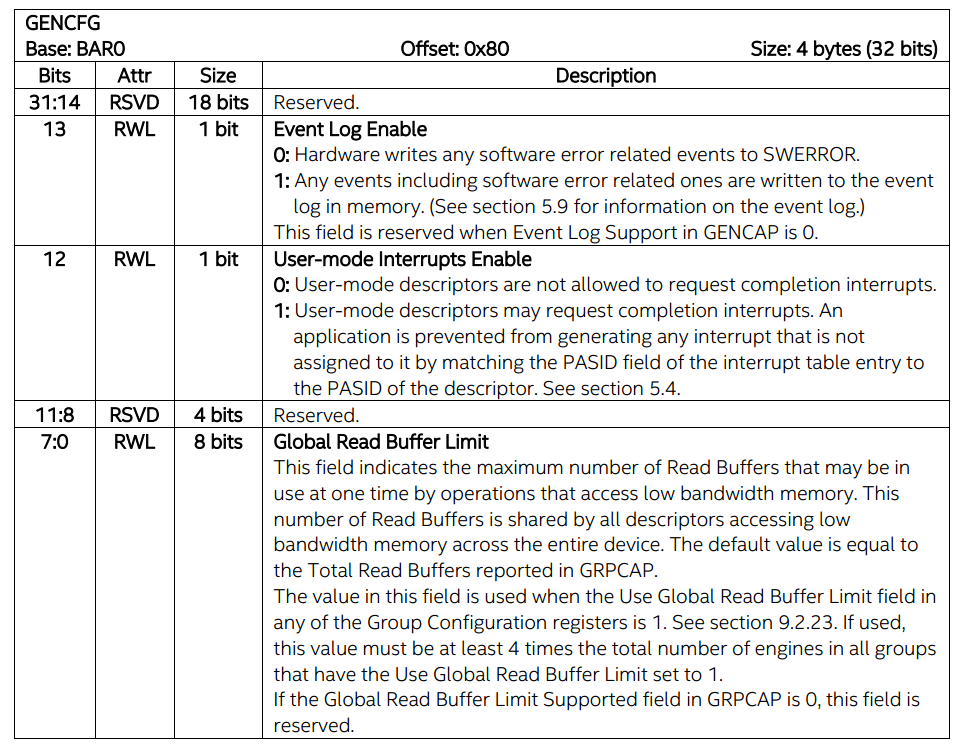 GENCFG
Base: BAR0 Offset: 0x80 Size: 4 bytes (32 bits)
Bits Attr Size Description
31:14 RSVD 18 bits Reserved.
13 RWL 1 bit Event Log Enable
0: Hardware writes any software error related events to SWERROR.
1: Any events including software error related ones are written to the event
log in memory. (See section 5.9 for information on the event log.)
This field is reserved when Event Log Support in GENCAP is 0.
12 RWL 1 bit User-mode Interrupts Enable
0: User-mode descriptors are not allowed to request completion interrupts.
1: User-mode descriptors may request completion interrupts. An
application is prevented from generating any interrupt that is not
assigned to it by matching the PASID field of the interrupt table entry to
the PASID of the descriptor. See section 5.4.
11:8 RSVD 4 bits Reserved.
7:0 RWL 8 bits Global Read Buffer Limit
This field indicates the maximum number of Read Buffers that may be in
use at one time by operations that access low bandwidth memory. This
number of Read Buffers is shared by all descriptors accessing low
bandwidth memory across the entire device. The default value is equal to
the Total Read Buffers reported in GRPCAP.
The value in this field is used when the Use Global Read Buffer Limit field in
any of the Group Configuration registers is 1. See section 9.2.23. If used,
this value must be at least 4 times the total number of engines in all groups
that have the Use Global Read Buffer Limit set to 1.
If the Global Read Buffer Limit Supported field in GRPCAP is 0, this field is
reserved.